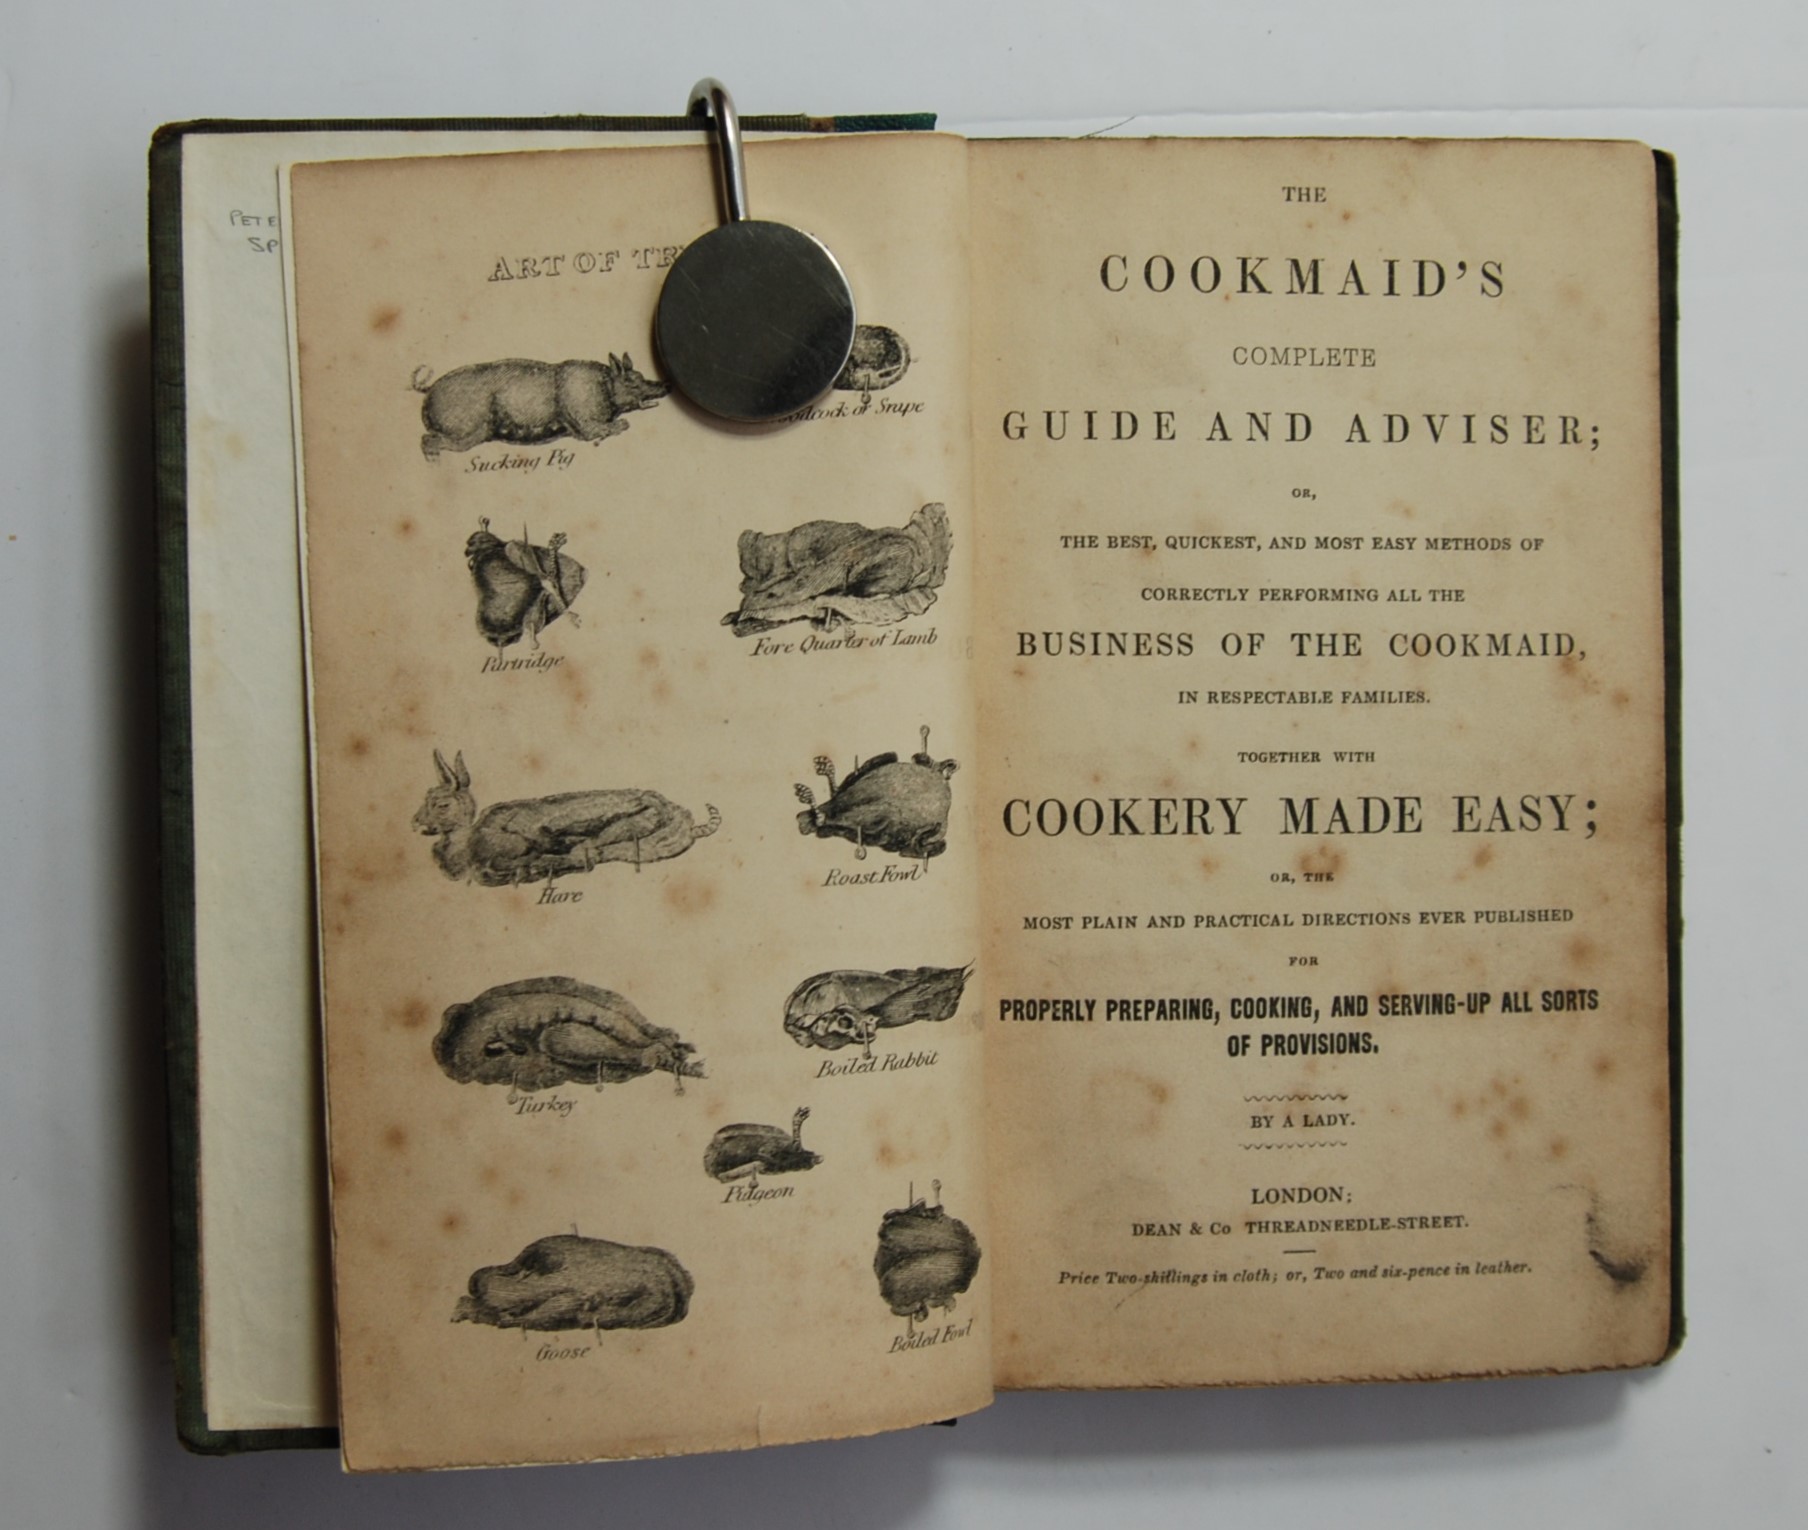 PETE
SP
ART OF TR
Sucking Pig
or Snipe
Partridge
Fore Quarter of Lamb
Hare
Roast Fowl
Turkey
Boiled Rabbit
Pidgeon
Goose
Boiled Fowl
THE
COOKMAID'S
COMPLETE
GUIDE AND ADVISER;
OR,
THE BEST, QUICKEST, AND MOST EASY METHODS OF
CORRECTLY PERFORMING ALL THE
BUSINESS OF THE COOKMAID,
IN RESPECTABLE FAMILIES.
TOGETHER WITH
COOKERY MADE EASY;
OR, THE
MOST PLAIN AND PRACTICAL DIRECTIONS EVER PUBLISHED
FOR
PROPERLY PREPARING, COOKING, AND SERVING-UP ALL SORTS
OF PROVISIONS.
BY A LADY.
LONDON:
DEAN & Co THREADNEEDLE-STREET.
Price Two-shillings in cloth; or, Two and six-pence in leather.